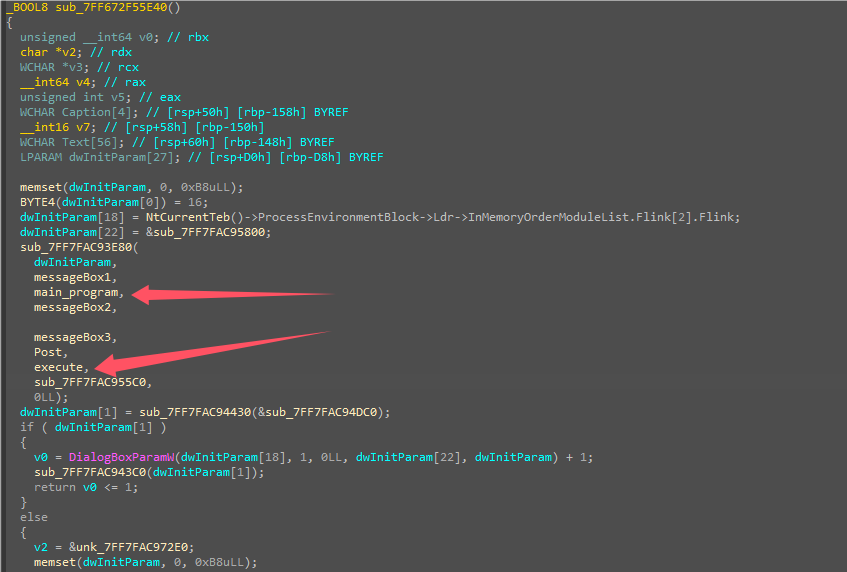 _BOOL8 sub_7FF672F55E40()
{
unsigned __int64 v0; // rbx
char *v2; // rdx
WCHAR *v3; // rcx
__int64 v4; // rax
unsigned int v5; // eax
WCHAR Caption[4]; // [rsp+50h] [rbp-158h] BYREF
__int16 v7; // [rsp+58h] [rbp-150h]
WCHAR Text[56]; // [rsp+60h] [rbp-148h] BYREF
LPARAM dwInitParam[27]; // [rsp+D0h] [rbp-D8h] BYREF
memset(dwInitParam, 0, 0xB8uLL);
BYTE4(dwInitParam[0]) = 16;
dwInitParam[18] = NtCurrentTeb()->ProcessEnvironmentBlock->Ldr->InMemoryOrderModuleList.Flink[2].Flink;
dwInitParam[22] = &sub_7FF7FAC95800;
sub_7FF7FAC93E80(
dwInitParam,
messageBox1,
main_program,
messageBox2,
messageBox3,
Post,
execute,
sub_7FF7FAC955C0,
0LL);
dwInitParam[1] = sub_7FF7FAC94430(&sub_7FF7FAC94DC0);
if ( dwInitParam[1] )
{
v0 = DialogBoxParamW(dwInitParam[18], 1, 0LL, dwInitParam[22], dwInitParam) + 1;
sub_7FF7FAC943C0(dwInitParam[1]);
return v0 <= 1;
}
else
{
v2 = &unk_7FF7FAC972E0;
memset(dwInitParam, 0, 0xB8uLL);